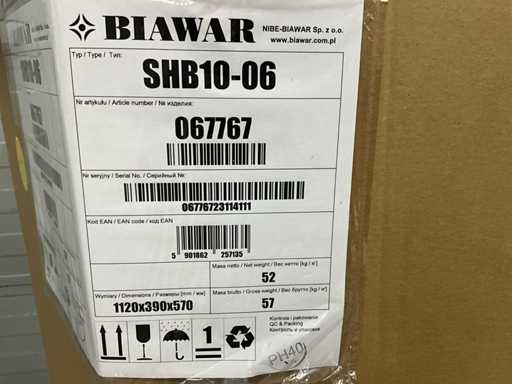 BIAWAR
NIBE-BIAWAR Sp. z o.o.
www.biawar.com.pl
Typ / Type / Тип:
SHB10-06
Nr artykułu / Article number / № изделия:
067767
Nr seryjny / Serial No. / Серийный №:
06776723114111
Kod EAN / EAN code / код EAN
5 901862 257135
Masa netto / Net weight / Вес нетто [kg / кг]
52
Wymiary / Dimensions / Размеры [mm / мм]
1120x390x570
Masa brutto / Gross weight / Вес брутто [kg / кг]
57
1
Kontrola i pakowanie
QC & Packing
Контроль и упаковка
PH40